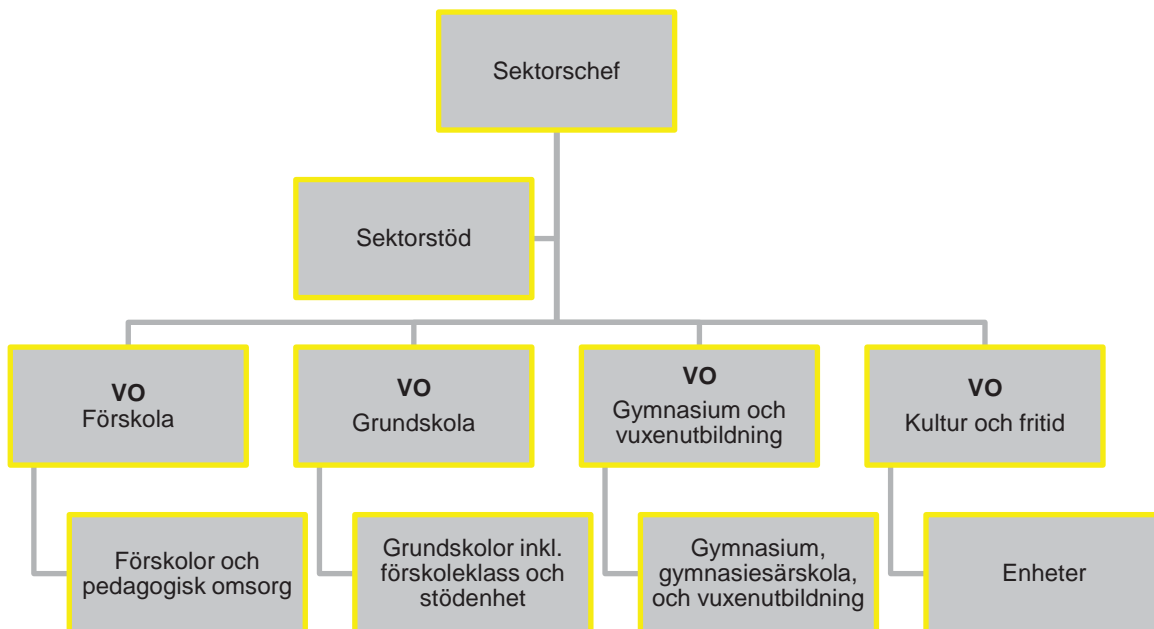 Sektorschef
Sektorstöd
VO
Förskola
VO
Grundskola
VO
Gymnasium och
vuxenutbildning
VO
Kultur och fritid
Förskolor och
pedagogisk omsorg
Grundskolor inkl.
förskoleklass och
stödenhet
Gymnasium,
gymnasiesärskola,
och vuxenutbildning
Enheter